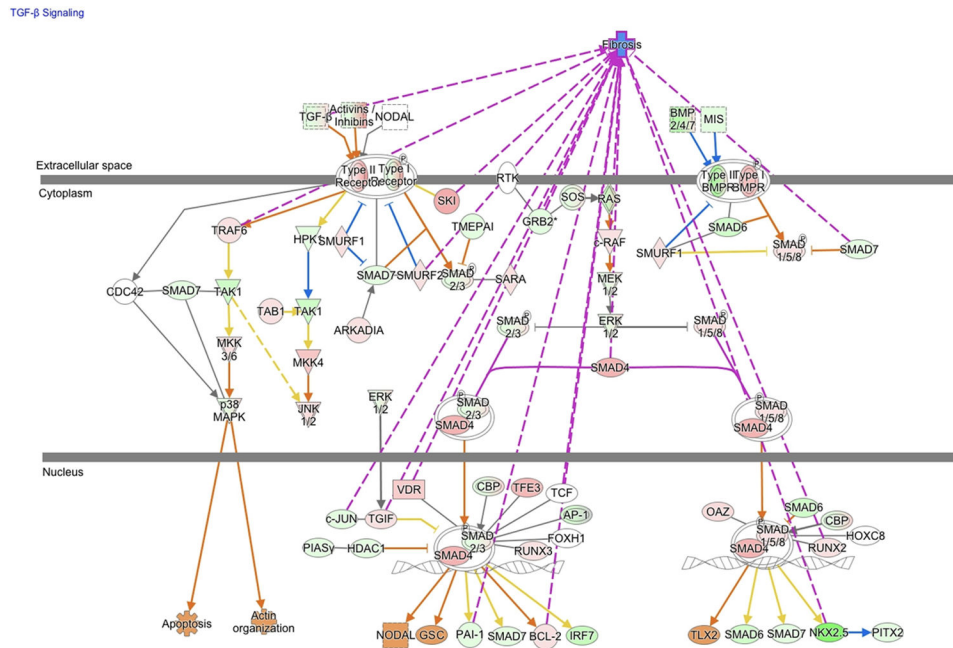 TGF-β Signaling
Fibrosis
TGF-β
Activins /
Inhibins
NODAL
BMP
2/4/7
MIS
Extracellular space
Cytoplasm
Type II
Receptor
Type I
receptor
P
RTK
Type II
BMPR
Type I
BMPR
P
SKI
SOS
RAS
GRB2*
TRAF6
HPK1
SMURF1
TMEPAI
c-RAF
SMAD6
SMURF1
SMAD
1/5/8
P
SMAD7
CDC42
SMAD7
TAK1
SMAD7
SMURF2
SMAD
2/3
P
SARA
MEK
1/2
TAB1
TAK1
ARKADIA
SMAD
2/3
P
ERK
1/2
SMAD
1/5/8
P
MKK
3/6
MKK4
SMAD4
p38
MAPK
JNK
1/2
ERK
1/2
P
SMAD
2/3
SMAD4
P
SMAD
1/5/8
SMAD4
Nucleus
VDR
CBP
TFE3
TCF
c-JUN
TGIF
AP-1
PIASy
HDAC1
P
SMAD
2/3
SMAD4
FOXH1
RUNX3
OAZ
SMAD6
CBP
P
SMAD
1/5/8
SMAD4
HOXC8
RUNX2
Apoptosis
Actin
organization
NODAL
GSC
PAI-1
SMAD7
BCL-2
IRF7
TLX2
SMAD6
SMAD7
NKX2.5
PITX2